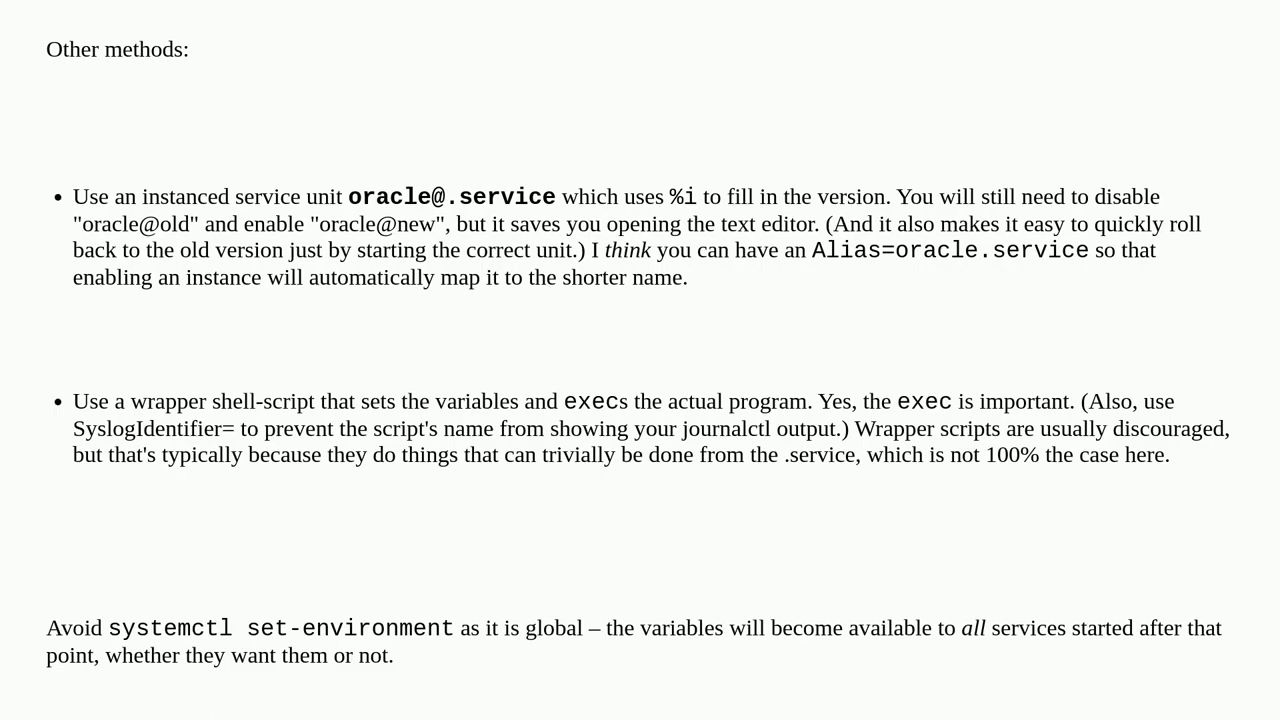 Other methods:
• Use an instanced service unit oracle@.service which uses %i to fill in the version. You will still need to disable
"oracle@old" and enable "oracle@new", but it saves you opening the text editor. (And it also makes it easy to quickly roll
back to the old version just by starting the correct unit.) I think you can have an Alias=oracle.service so that
enabling an instance will automatically map it to the shorter name.
• Use a wrapper shell-script that sets the variables and execs the actual program. Yes, the exec is important. (Also, use
SyslogIdentifier= to prevent the script's name from showing your journalctl output.) Wrapper scripts are usually discouraged,
but that's typically because they do things that can trivially be done from the .service, which is not 100% the case here.
Avoid systemctl set-environment as it is global – the variables will become available to all services started after that
point, whether they want them or not.